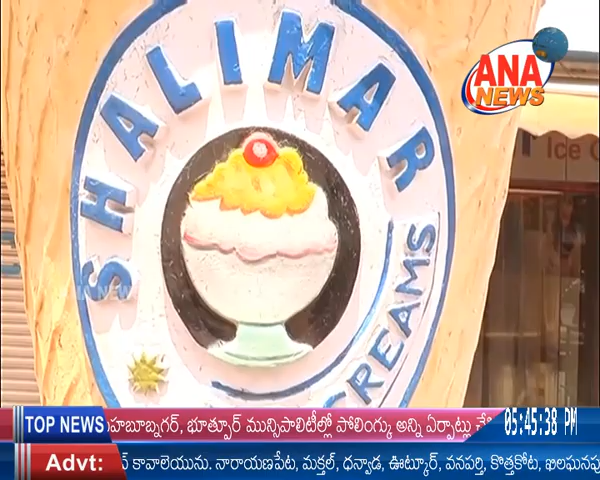 SHALIMAR
CREAMS
ANA
NEWS
Ice
TOP NEWS
హబూబ్నగర్, భూత్పూర్ మున్సిపాలిటీల్లో పోలింగ్కు అన్ని ఏర్పాట్లు
05:45:38 PM
Advt:
కావాలెయును. నారాయణపేట, మక్తల్, ధన్వాడ, ఊట్కూర్, వనపర్తి, కొత్తకోట,